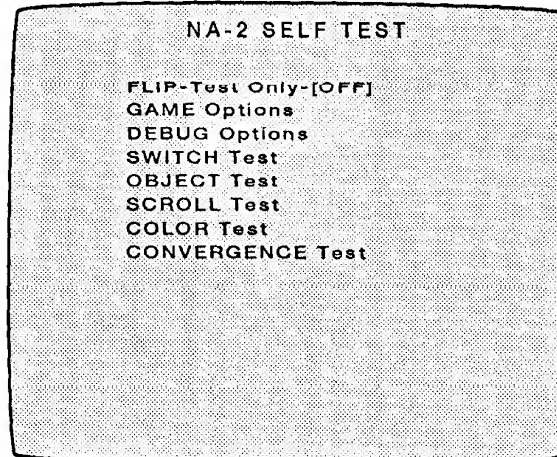 NA-2 SELF TEST
FLIP-Test Only-[OFF]
GAME Options
DEBUG Options
SWITCH Test
OBJECT Test
SCROLL Test
COLOR Test
CONVERGENCE Test